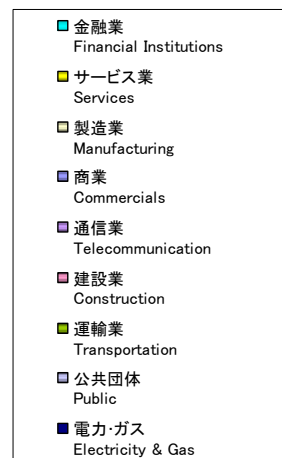 金融業
Financial Institutions
サービス業
Services
製造業
Manufacturing
商業
Commercials
通信業
Telecommunication
建設業
Construction
運輸業
Transportation
公共団体
Public
電力・ガス
Electricity & Gas